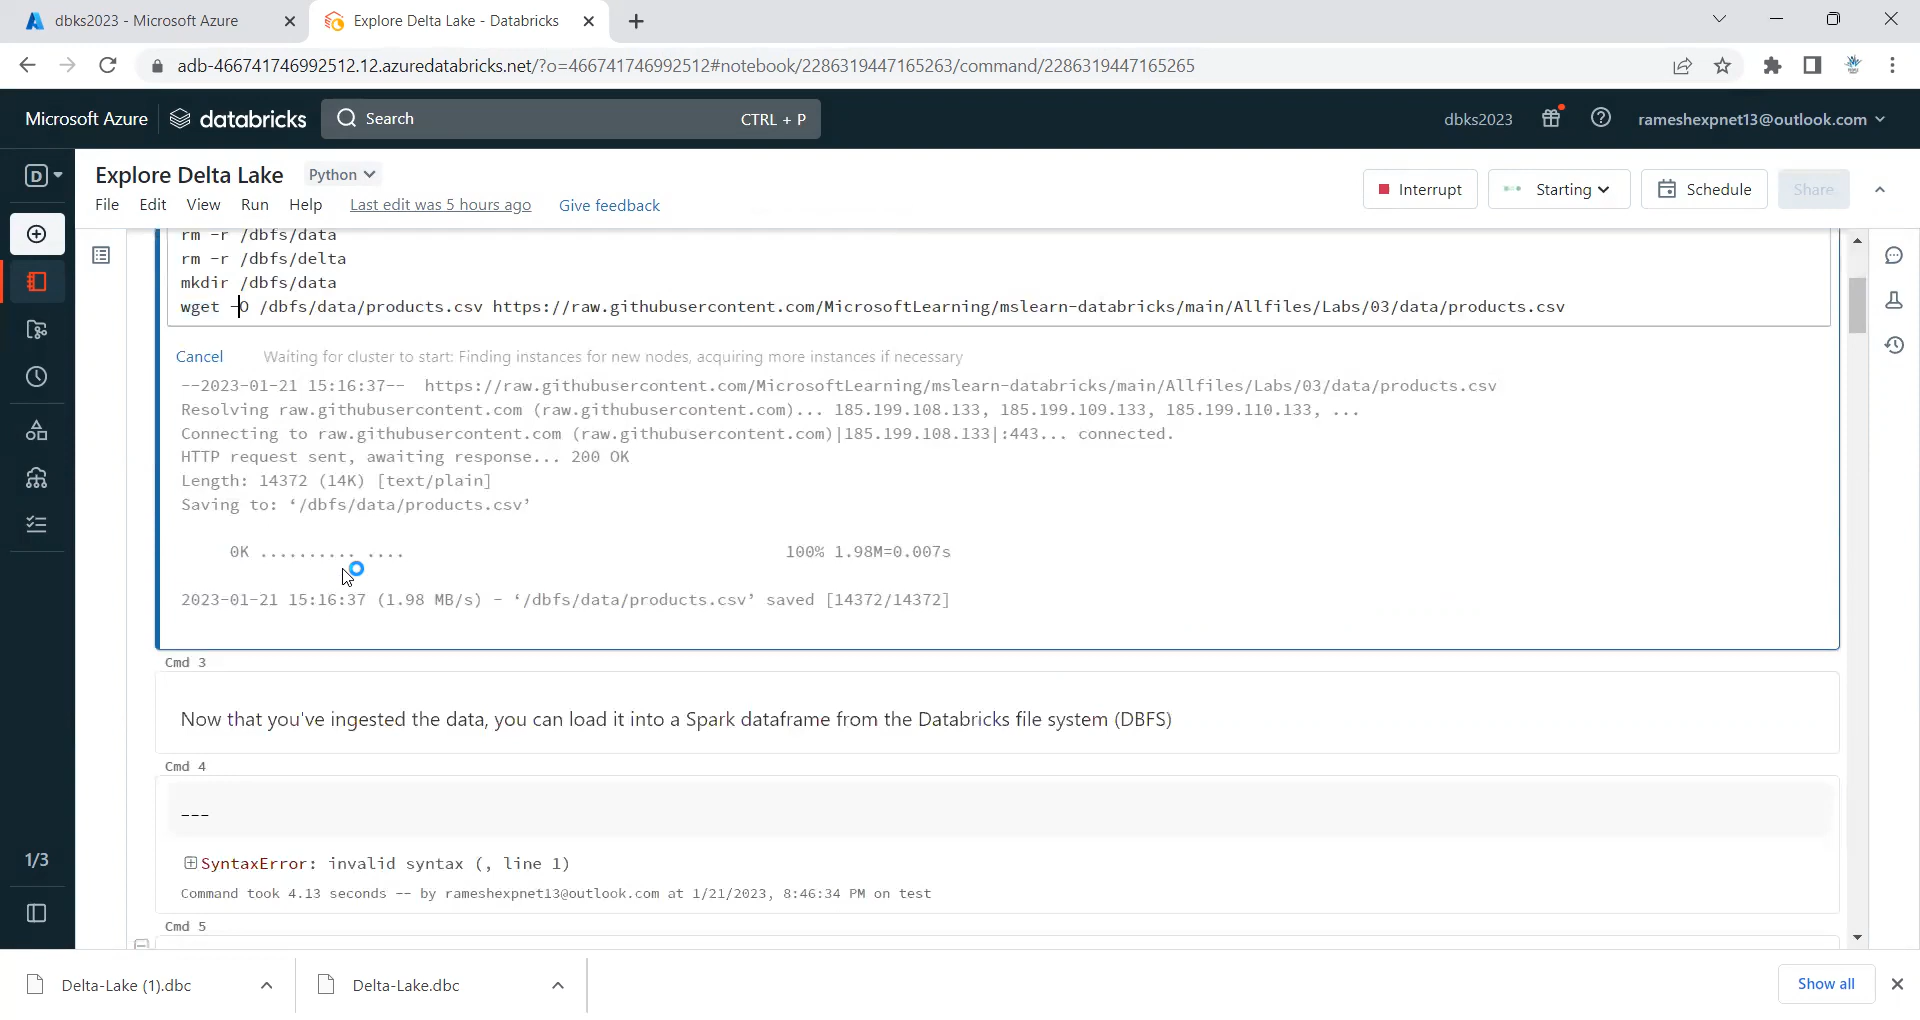 dbks2023 - Microsoft Azure
Explore Delta Lake - Databricks
adb-466741746992512.12.azuredatabricks.net/?o=466741746992512#notebook/2286319447165263/command/2286319447165265
Microsoft Azure
databricks
Search
CTRL + P
dbks2023
rameshexpnet13@outlook.com
D
Explore Delta Lake
Python
Interrupt
Starting
Schedule
Share
File Edit View Run Help Last edit was 5 hours ago Give feedback
rm -r /dbfs/data
rm -r /dbfs/delta
mkdir /dbfs/data
wget -O /dbfs/data/products.csv https://raw.githubusercontent.com/MicrosoftLearning/mslearn-databricks/main/Allfiles/Labs/03/data/products.csv
Cancel Waiting for cluster to start: Finding instances for new nodes, acquiring more instances if necessary
--2023-01-21 15:16:37-- https://raw.githubusercontent.com/MicrosoftLearning/mslearn-databricks/main/Allfiles/Labs/03/data/products.csv
Resolving raw.githubusercontent.com (raw.githubusercontent.com)... 185.199.108.133, 185.199.109.133, 185.199.110.133, ...
Connecting to raw.githubusercontent.com (raw.githubusercontent.com)|185.199.108.133|:443... connected.
HTTP request sent, awaiting response... 200 OK
Length: 14372 (14K) [text/plain]
Saving to: ‘/dbfs/data/products.csv’
0K .......... .... 100% 1.98M=0.007s
2023-01-21 15:16:37 (1.98 MB/s) - ‘/dbfs/data/products.csv’ saved [14372/14372]
Cmd 3
Now that you've ingested the data, you can load it into a Spark dataframe from the Databricks file system (DBFS)
Cmd 4
---
SyntaxError: invalid syntax (, line 1)
Command took 4.13 seconds -- by rameshexpnet13@outlook.com at 1/21/2023, 8:46:34 PM on test
Cmd 5
1/3
Delta-Lake (1).dbc
Delta-Lake.dbc
Show all